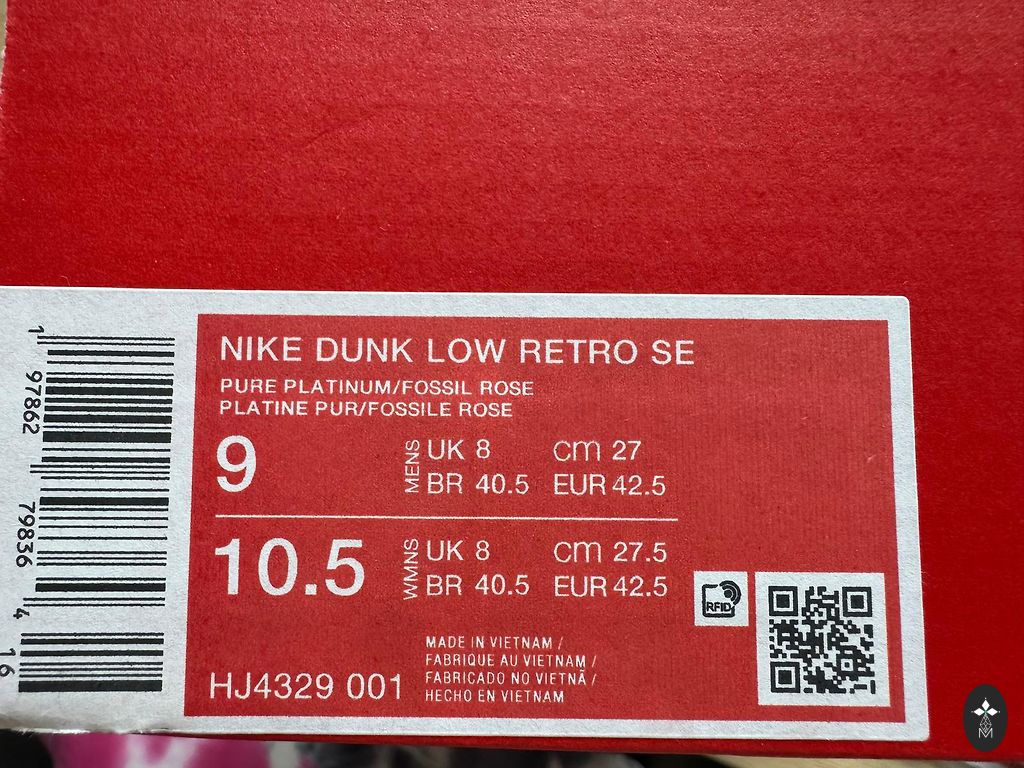 NIKE DUNK LOW RETRO SE
PURE PLATINUM/FOSSIL ROSE
PLATINE PUR/FOSSILE ROSE
9
MENS
UK 8
cm 27
BR 40.5
EUR 42.5
10.5
WMNS
UK 8
cm 27.5
BR 40.5
EUR 42.5
RFID
HJ4329 001
MADE IN VIETNAM /
FABRIQUE AU VIETNAM /
FABRICADO NO VIETNÃ /
HECHO EN VIETNAM
1 97862 79836 4